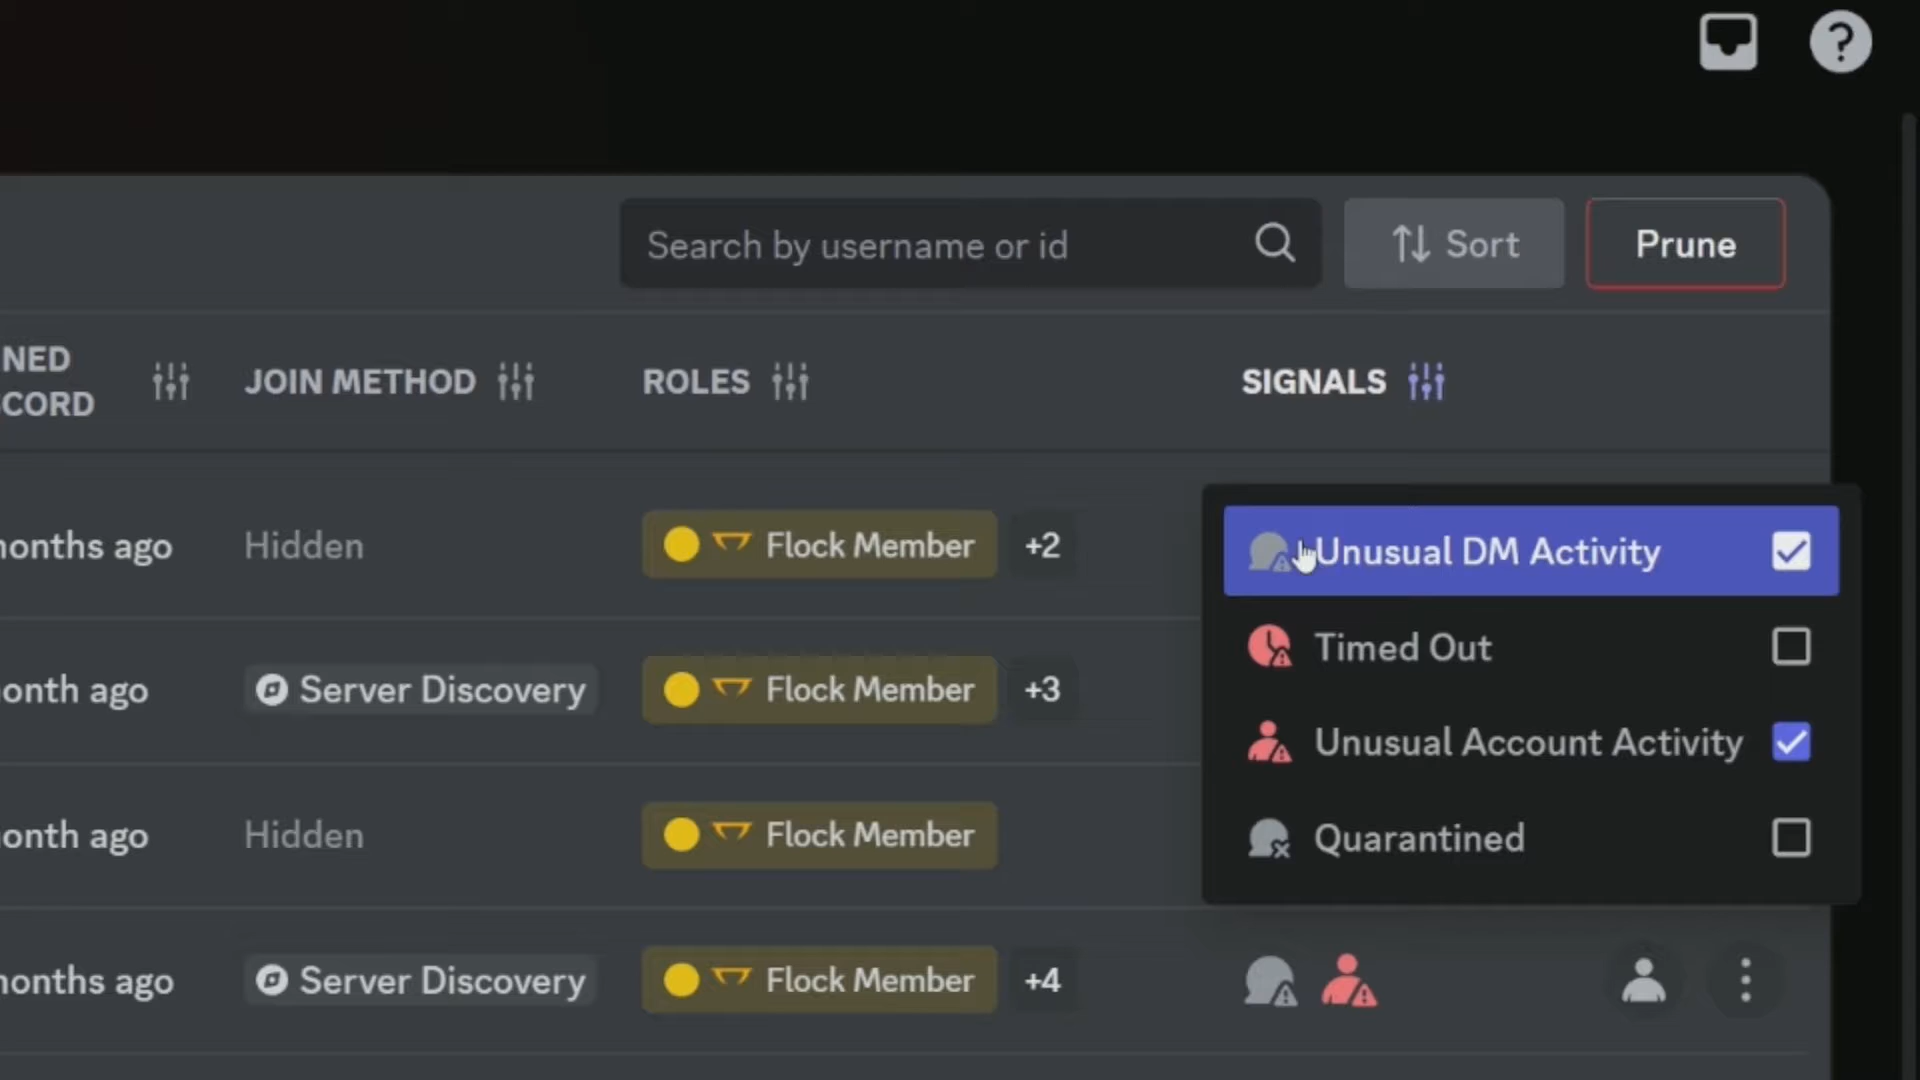 Search by username or id
Sort
Prune
NED
CORD
JOIN METHOD
ROLES
SIGNALS
onths ago
Hidden
Flock Member
+2
Unusual DM Activity
Timed Out
onth ago
Server Discovery
Flock Member
+3
Unusual Account Activity
onth ago
Hidden
Flock Member
Quarantined
onths ago
Server Discovery
Flock Member
+4